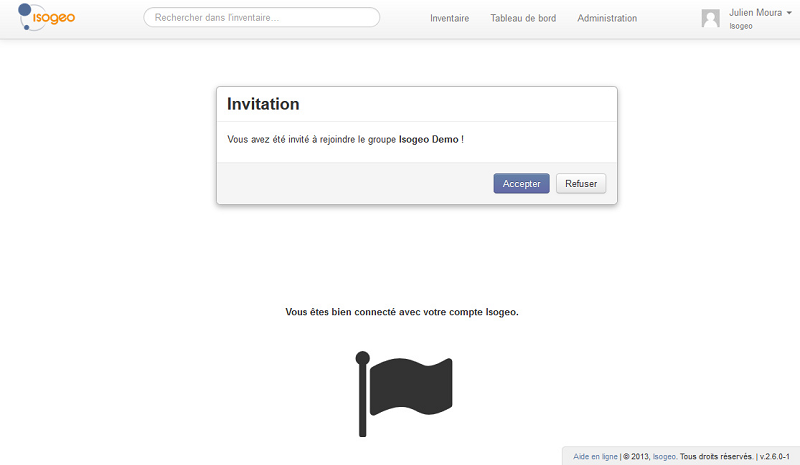 isogeo
Rechercher dans l'inventaire...
Inventaire
Tableau de bord
Administration
Julien Moura
Isogeo
Invitation
Vous avez été invité à rejoindre le groupe Isogeo Demo !
Accepter
Refuser
Vous êtes bien connecté avec votre compte Isogeo.
Aide en ligne | © 2013, Isogeo. Tous droits réservés. | v.2.6.0-1